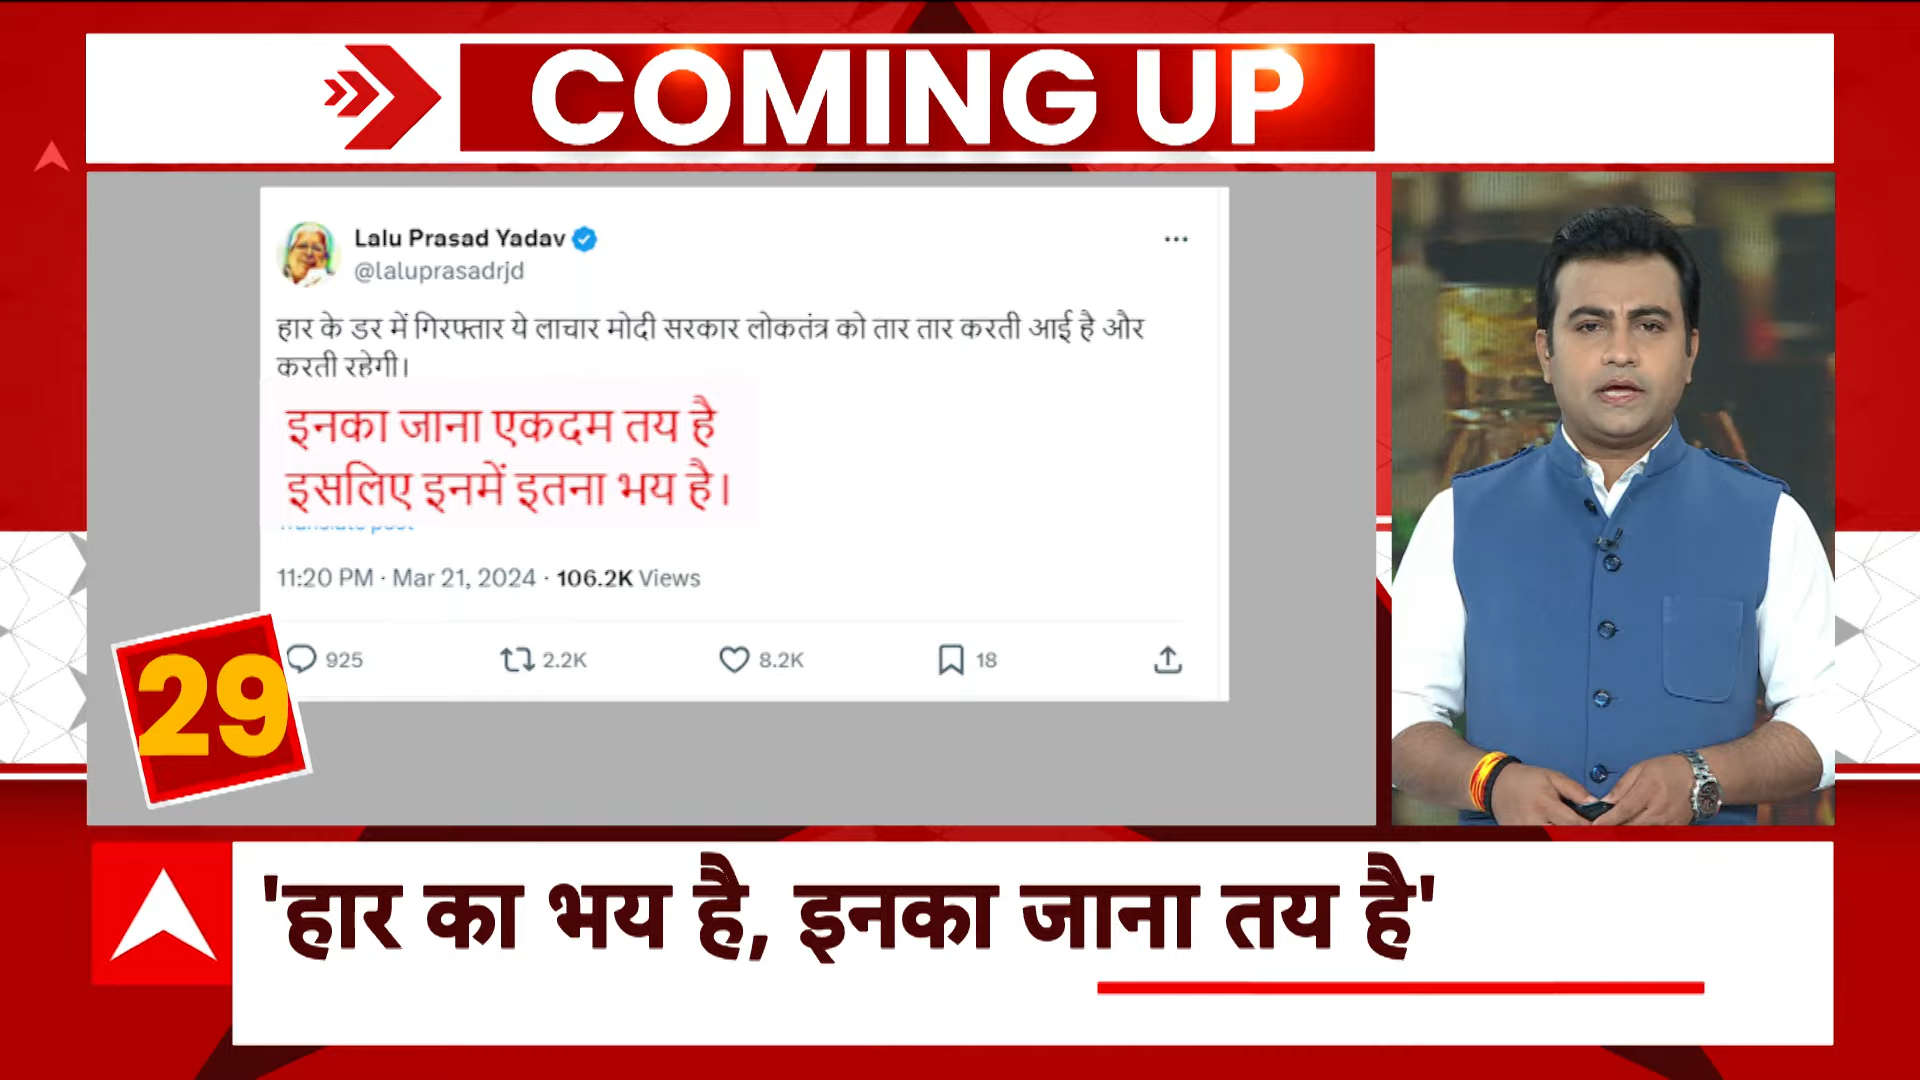 COMING UP
Lalu Prasad Yadav
@laluprasadrjd
हार के डर में गिरफ्तार ये लाचार मोदी सरकार लोकतंत्र को तार तार करती आई है और
करती रहेगी।
इनका जाना एकदम तय है
इसलिए इनमें इतना भय है।
Translate post
11:20 PM · Mar 21, 2024 · 106.2K Views
925 2.2K 8.2K 18
29
'हार का भय है, इनका जाना तय है'